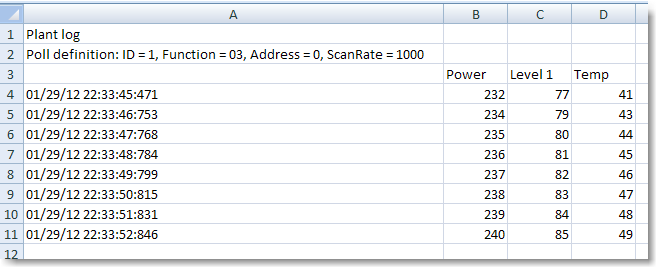 A B C D
1 Plant log
2 Poll definition: ID = 1, Function = 03, Address = 0, ScanRate = 1000
3 Power Level 1 Temp
4 01/29/12 22:33:45:471 232 77 41
5 01/29/12 22:33:46:753 234 79 43
6 01/29/12 22:33:47:768 235 80 44
7 01/29/12 22:33:48:784 236 81 45
8 01/29/12 22:33:49:799 237 82 46
9 01/29/12 22:33:50:815 238 83 47
10 01/29/12 22:33:51:831 239 84 48
11 01/29/12 22:33:52:846 240 85 49
12